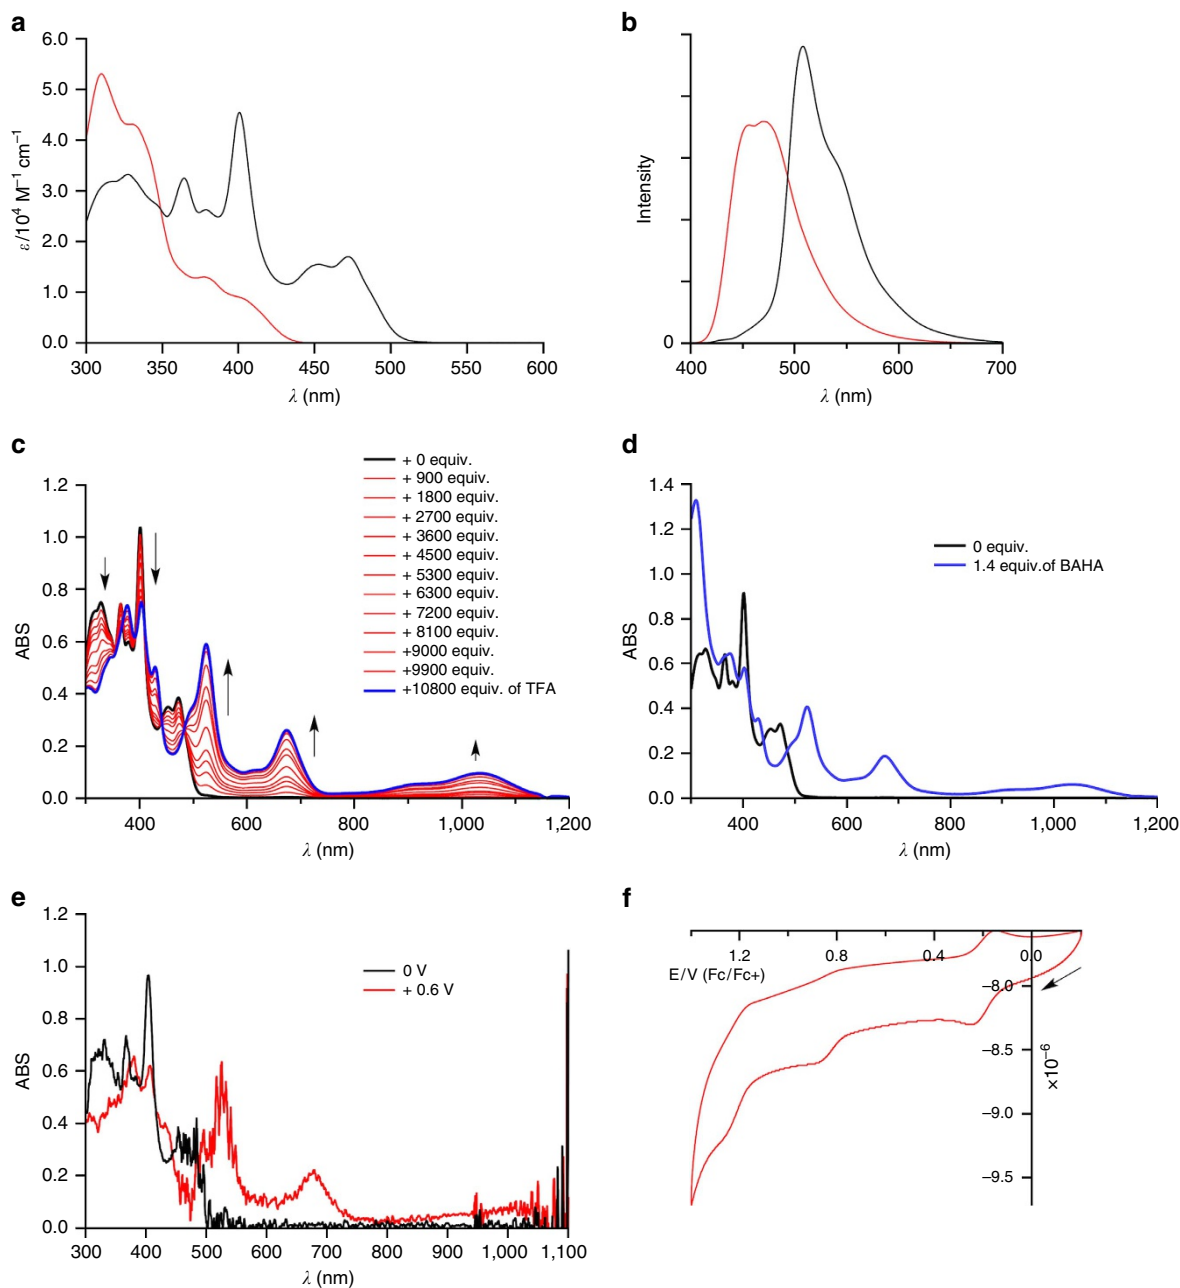 a
6.0
5.0
4.0
3.0
2.0
1.0
0.0
ε/10⁴ M⁻¹ cm⁻¹
300 350 400 450 500 550 600
λ (nm)
b
Intensity
0
400 500 600 700
λ (nm)
c
+ 0 equiv.
+ 900 equiv.
+ 1800 equiv.
+ 2700 equiv.
+ 3600 equiv.
+ 4500 equiv.
+ 5300 equiv.
+ 6300 equiv.
+ 7200 equiv.
+ 8100 equiv.
+9000 equiv.
+9900 equiv.
+10800 equiv. of TFA
1.2
1.0
0.8
0.6
0.4
0.2
0.0
ABS
400 600 800 1,000 1,200
λ (nm)
d
0 equiv.
1.4 equiv.of BAHA
1.4
1.2
1.0
0.8
0.6
0.4
0.2
0.0
ABS
400 600 800 1,000 1,200
λ (nm)
e
0 V
+ 0.6 V
1.2
1.0
0.8
0.6
0.4
0.2
0.0
ABS
300 400 500 600 700 800 900 1,000 1,100
λ (nm)
f
1.2 0.8 0.4 0.0
E/V (Fc/Fc+)
−8.0
−8.5
−9.0
−9.5
×10⁻⁶